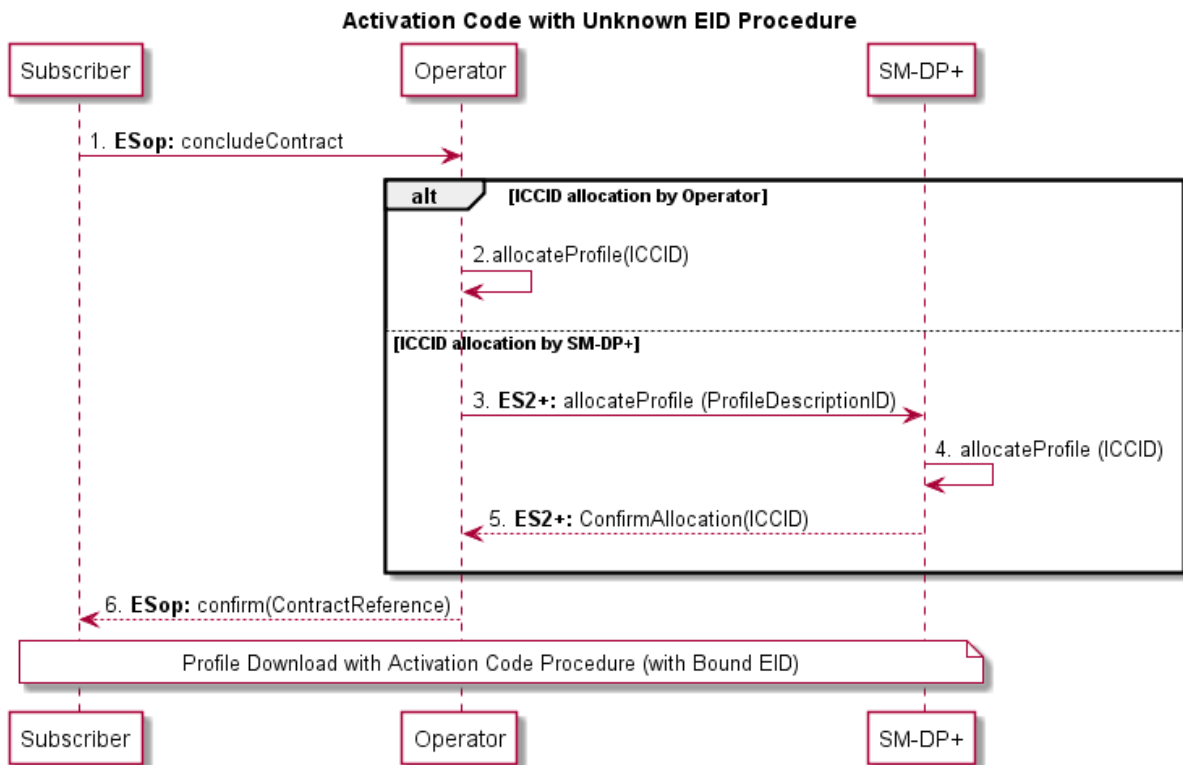 Activation Code with Unknown EID Procedure
Subscriber
Operator
SM-DP+
1. ESop: concludeContract
alt
[ICCID allocation by Operator]
2.allocateProfile(ICCID)
[ICCID allocation by SM-DP+]
3. ES2+: allocateProfile (ProfileDescriptionID)
4. allocateProfile (ICCID)
5. ES2+: ConfirmAllocation(ICCID)
6. ESop: confirm(ContractReference)
Profile Download with Activation Code Procedure (with Bound EID)
Subscriber
Operator
SM-DP+